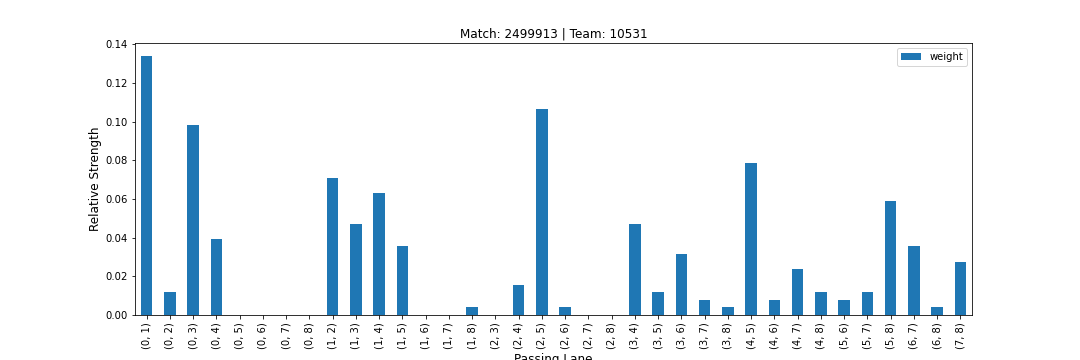 Match: 2499913 | Team: 10531
weight
Relative Strength
0.14
0.12
0.10
0.08
0.06
0.04
0.02
0.00
(0, 1) (0, 2) (0, 3) (0, 4) (0, 5) (0, 6) (0, 7) (0, 8) (1, 2) (1, 3) (1, 4) (1, 5) (1, 6) (1, 7) (1, 8) (2, 3) (2, 4) (2, 5) (2, 6) (2, 7) (2, 8) (3, 4) (3, 5) (3, 6) (3, 7) (3, 8) (4, 5) (4, 6) (4, 7) (4, 8) (5, 6) (5, 7) (5, 8) (6, 7) (6, 8) (7, 8)
Passing Lane